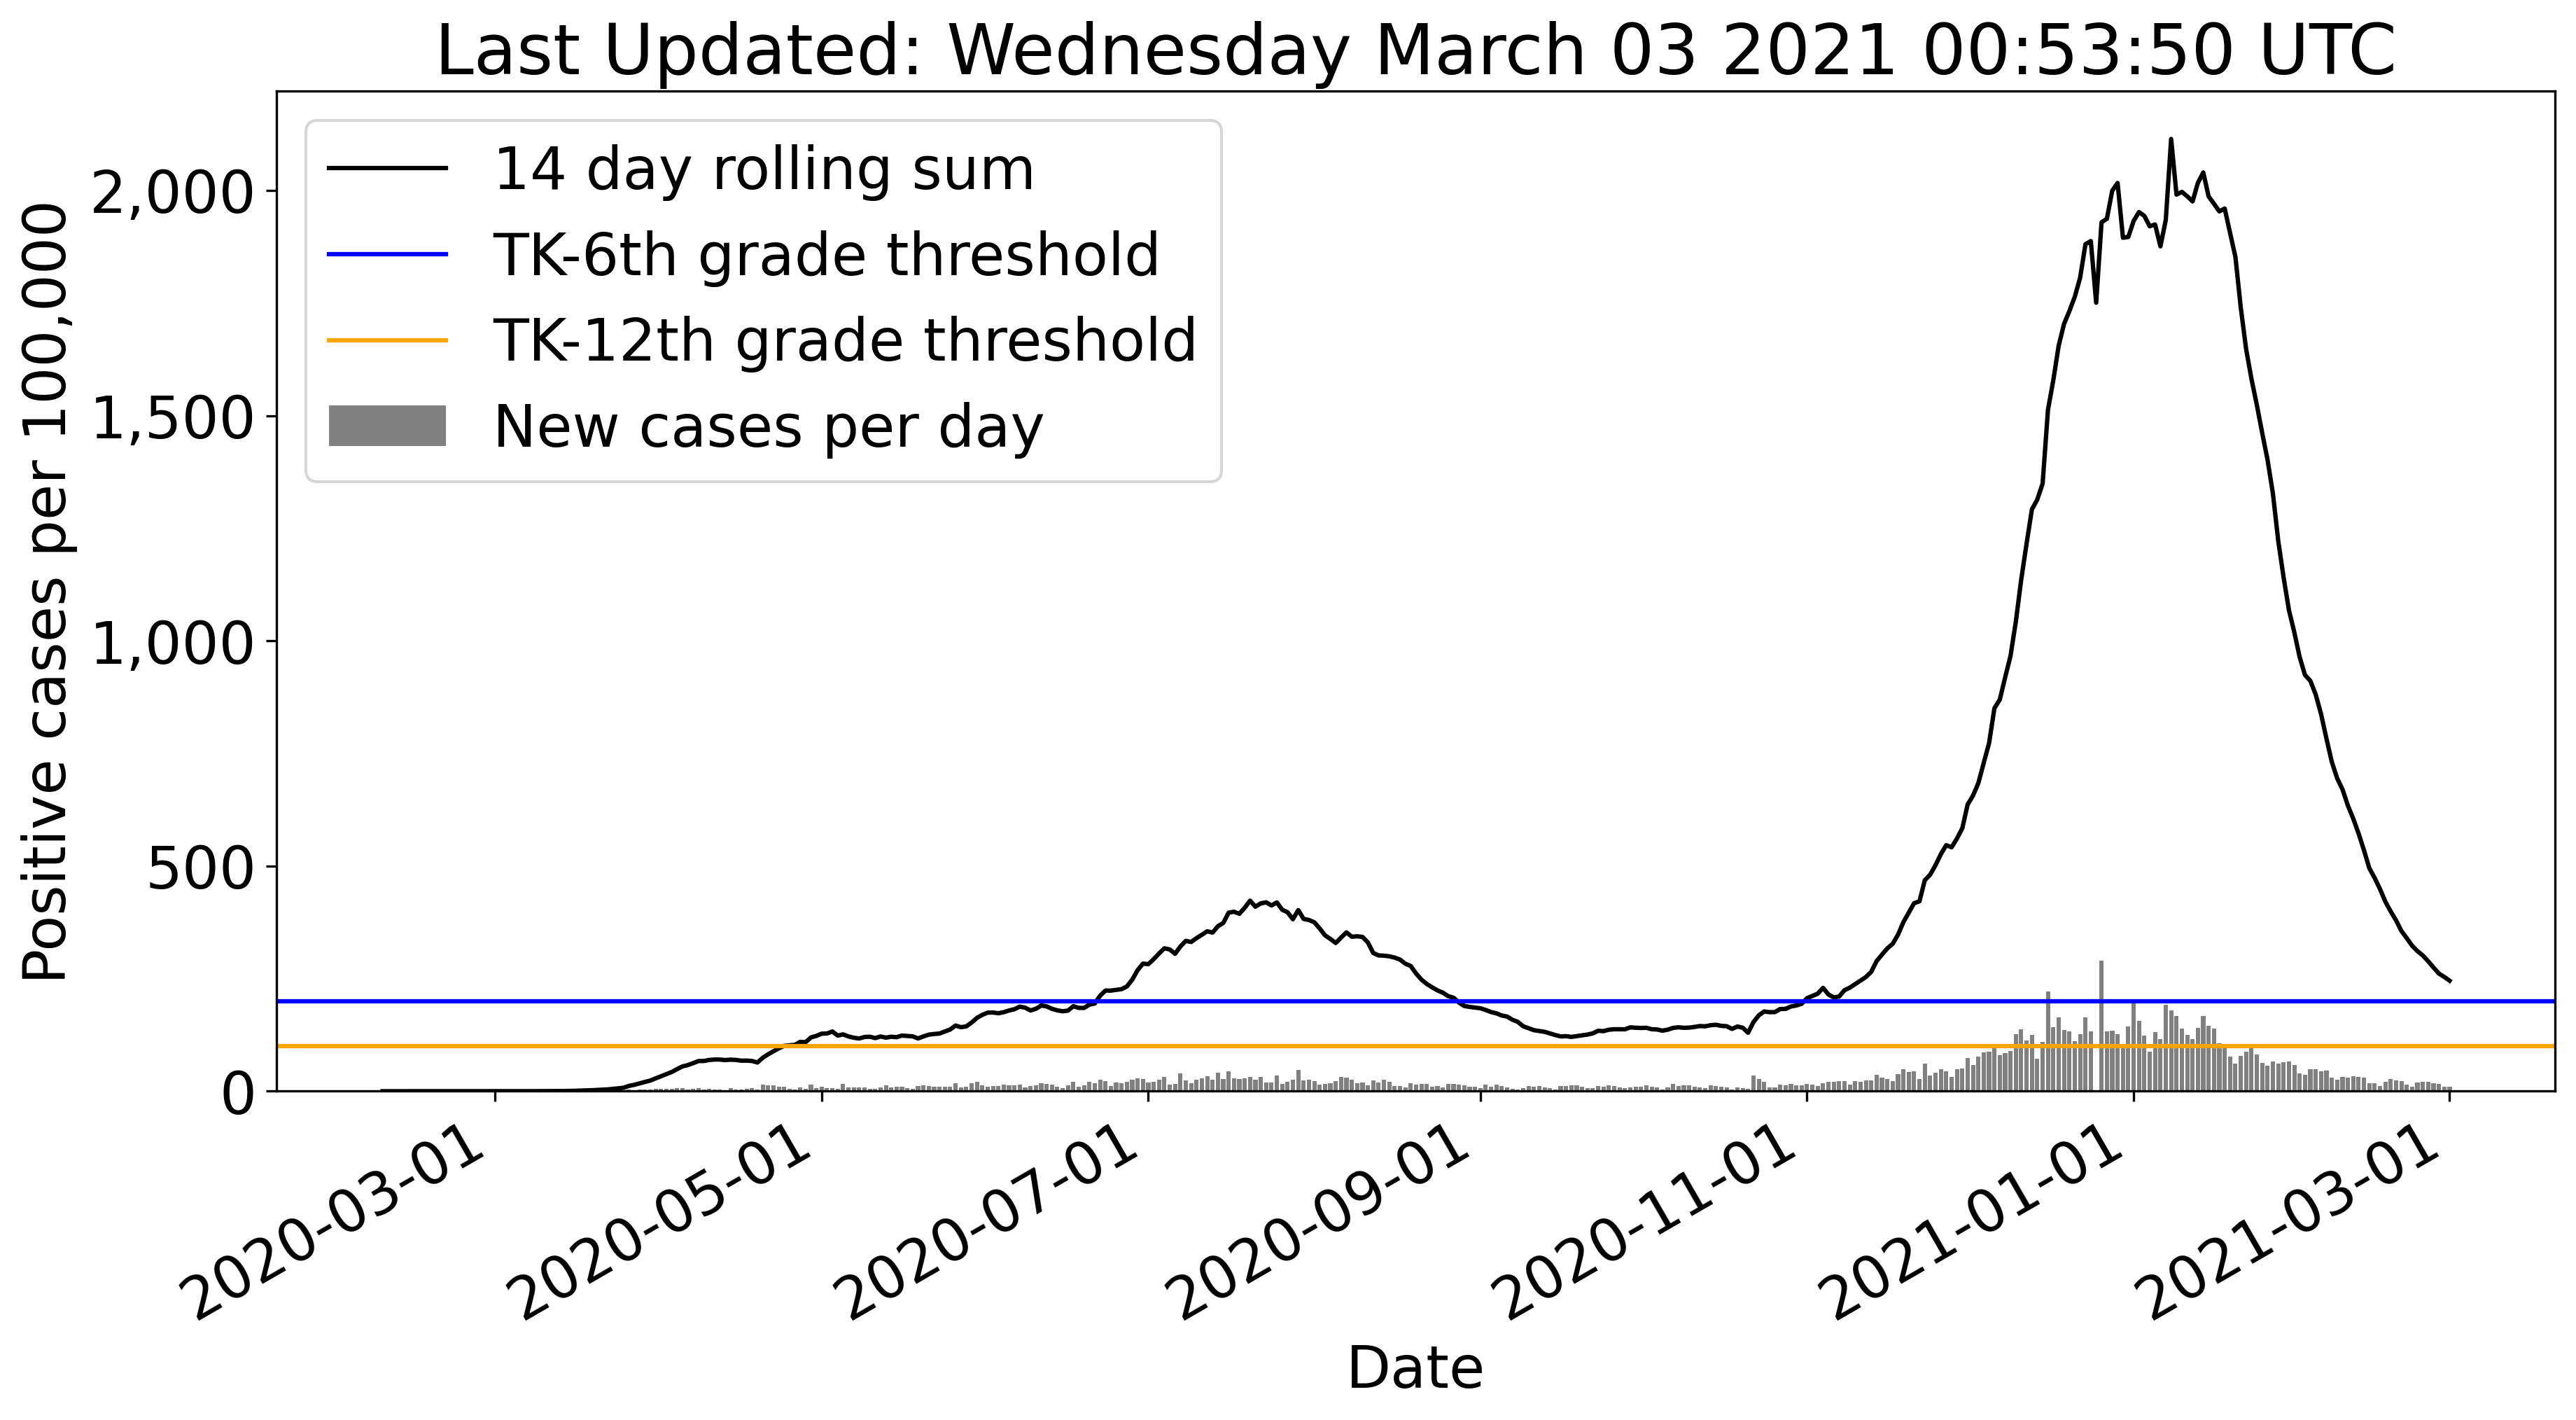 Last Updated: Wednesday March 03 2021 00:53:50 UTC
14 day rolling sum
TK-6th grade threshold
TK-12th grade threshold
New cases per day
Positive cases per 100,000
2,000
1,500
1,000
500
0
2020-03-01
2020-05-01
2020-07-01
2020-09-01
2020-11-01
2021-01-01
2021-03-01
Date